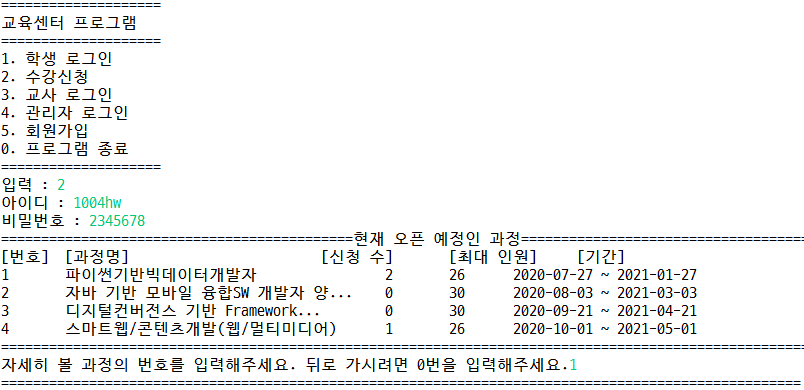 ====================
교육센터 프로그램
====================
1. 학생 로그인
2. 수강신청
3. 교사 로그인
4. 관리자 로그인
5. 회원가입
0. 프로그램 종료
====================
입력 : 2
아이디 : 1004hw
비밀번호 : 2345678
============================================현재 오픈 예정인 과정===================================
[번호] [과정명] [신청 수] [최대 인원] [기간]
1 파이썬기반빅데이터개발자 2 26 2020-07-27 ~ 2021-01-27
2 자바 기반 모바일 융합SW 개발자 양... 0 30 2020-08-03 ~ 2021-03-03
3 디지털컨버전스 기반 Framework... 0 30 2020-09-21 ~ 2021-04-21
4 스마트웹/콘텐츠개발(웹/멀티미디어) 1 26 2020-10-01 ~ 2021-05-01
====================================================================================================
자세히 볼 과정의 번호를 입력해주세요. 뒤로 가시려면 0번을 입력해주세요.1
====================================================================================================